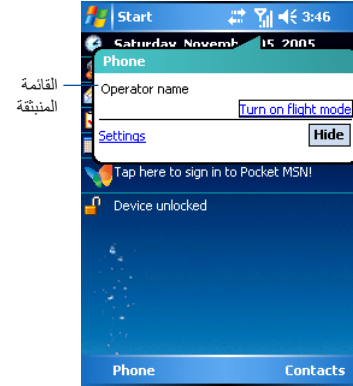 Start 3:46
Saturday, Novemb 15, 2005
Phone
القائمة
المنبثقة
Operator name
Turn on flight mode
Settings
Hide
Tap here to sign in to Pocket MSN!
Device unlocked
Phone Contacts